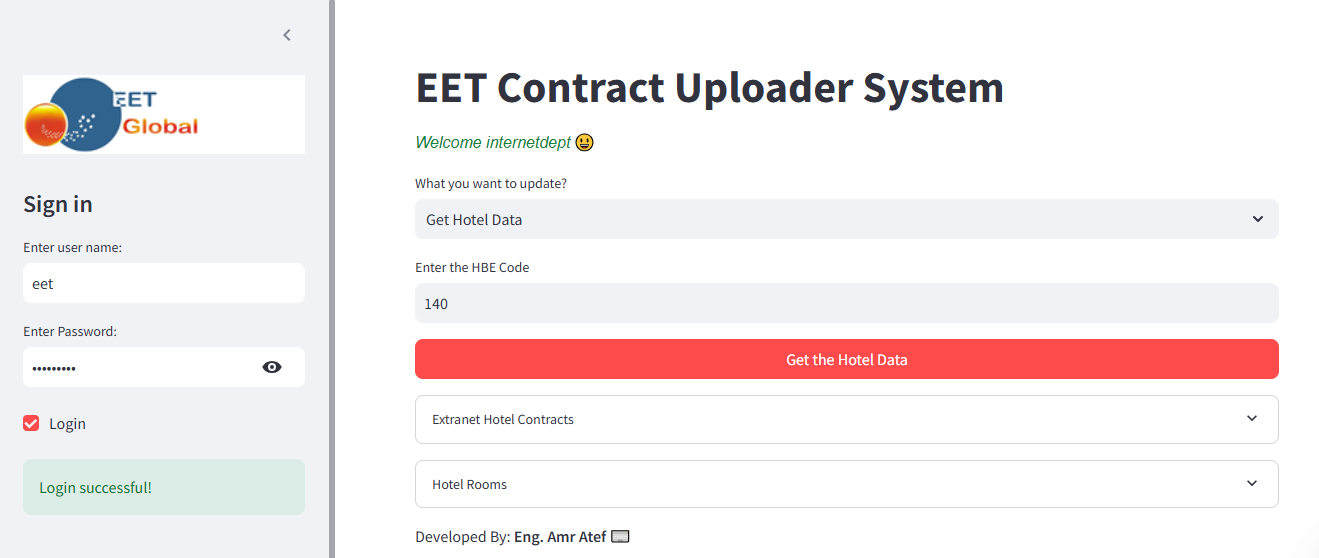 EET
Global
Sign in
Enter user name:
eet
Enter Password:
•••••••••
Login
Login successful!
EET Contract Uploader System
Welcome internetdept 😃
What you want to update?
Get Hotel Data
Enter the HBE Code
140
Get the Hotel Data
Extranet Hotel Contracts
Hotel Rooms
Developed By: Eng. Amr Atef ⌨️